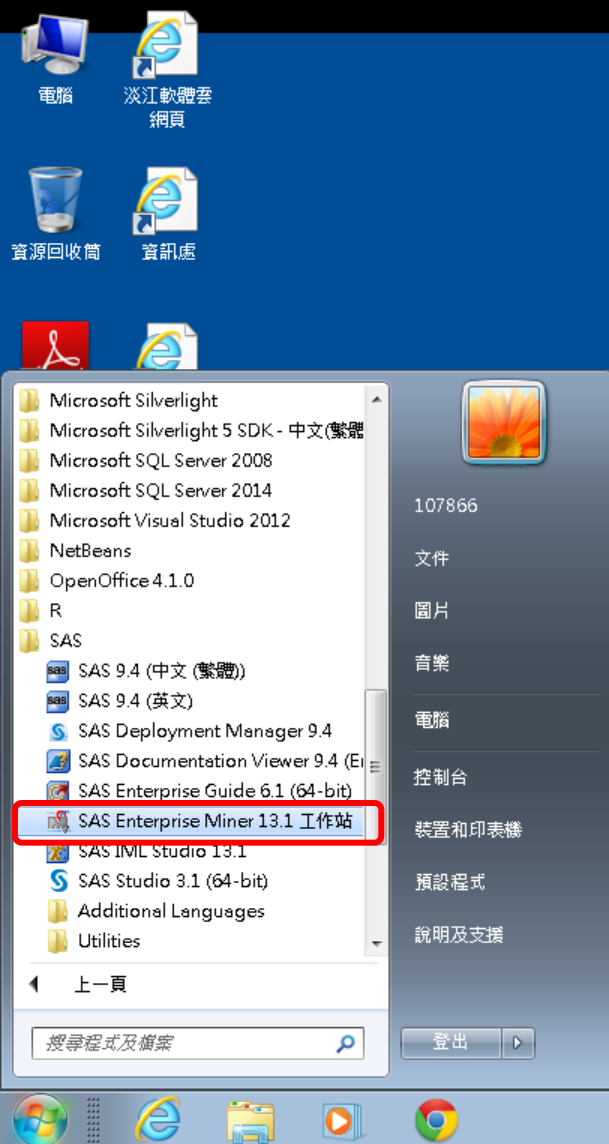 電腦
淡江軟體雲
網頁
資源回收筒
資訊處
Microsoft Silverlight
Microsoft Silverlight 5 SDK - 中文(繁體
Microsoft SQL Server 2008
Microsoft SQL Server 2014
Microsoft Visual Studio 2012
NetBeans
OpenOffice 4.1.0
R
SAS
sas SAS 9.4 (中文 (繁體))
sas SAS 9.4 (英文)
SAS Deployment Manager 9.4
SAS Documentation Viewer 9.4 (En
SAS Enterprise Guide 6.1 (64-bit)
SAS Enterprise Miner 13.1 工作站
SAS IML Studio 13.1
SAS Studio 3.1 (64-bit)
Additional Languages
Utilities
上一頁
搜尋程式及檔案
107866
文件
圖片
音樂
電腦
控制台
裝置和印表機
預設程式
說明及支援
登出